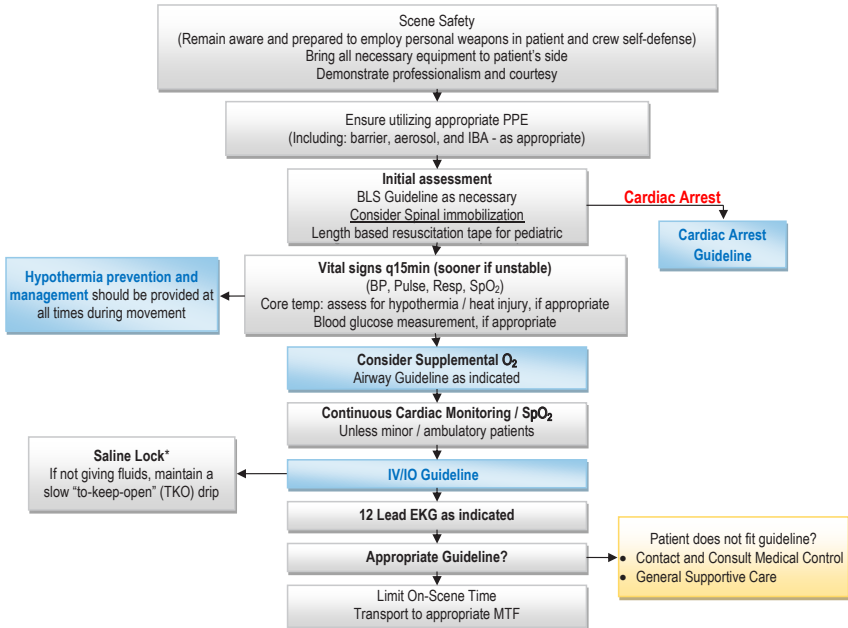 Scene Safety
(Remain aware and prepared to employ personal weapons in patient and crew self-defense)
Bring all necessary equipment to patient's side
Demonstrate professionalism and courtesy
Ensure utilizing appropriate PPE
(Including: barrier, aerosol, and IBA - as appropriate)
Initial assessment
BLS Guideline as necessary
Consider Spinal immobilization
Length based resuscitation tape for pediatric
Cardiac Arrest
Cardiac Arrest
Guideline
Vital signs q15min (sooner if unstable)
(BP, Pulse, Resp, SpO₂)
Core temp: assess for hypothermia / heat injury, if appropriate
Blood glucose measurement, if appropriate
Hypothermia prevention and
management should be provided at
all times during movement
Consider Supplemental O₂
Airway Guideline as indicated
Continuous Cardiac Monitoring / SpO₂
Unless minor / ambulatory patients
Saline Lock*
If not giving fluids, maintain a
slow "to-keep-open" (TKO) drip
IV/IO Guideline
12 Lead EKG as indicated
Appropriate Guideline?
Patient does not fit guideline?
• Contact and Consult Medical Control
• General Supportive Care
Limit On-Scene Time
Transport to appropriate MTF